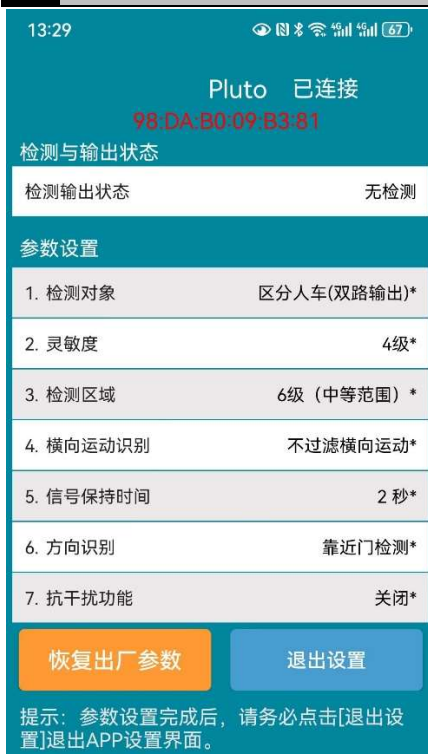 13:29
4G 4G 67
Pluto 已连接
98:DA:B0:09:B3:81
检测与输出状态
检测输出状态 无检测
参数设置
1. 检测对象 区分人车(双路输出)*
2. 灵敏度 4级*
3. 检测区域 6级（中等范围）*
4. 横向运动识别 不过滤横向运动*
5. 信号保持时间 2 秒*
6. 方向识别 靠近门检测*
7. 抗干扰功能 关闭*
恢复出厂参数 退出设置
提示：参数设置完成后，请务必点击[退出设
置]退出APP设置界面。